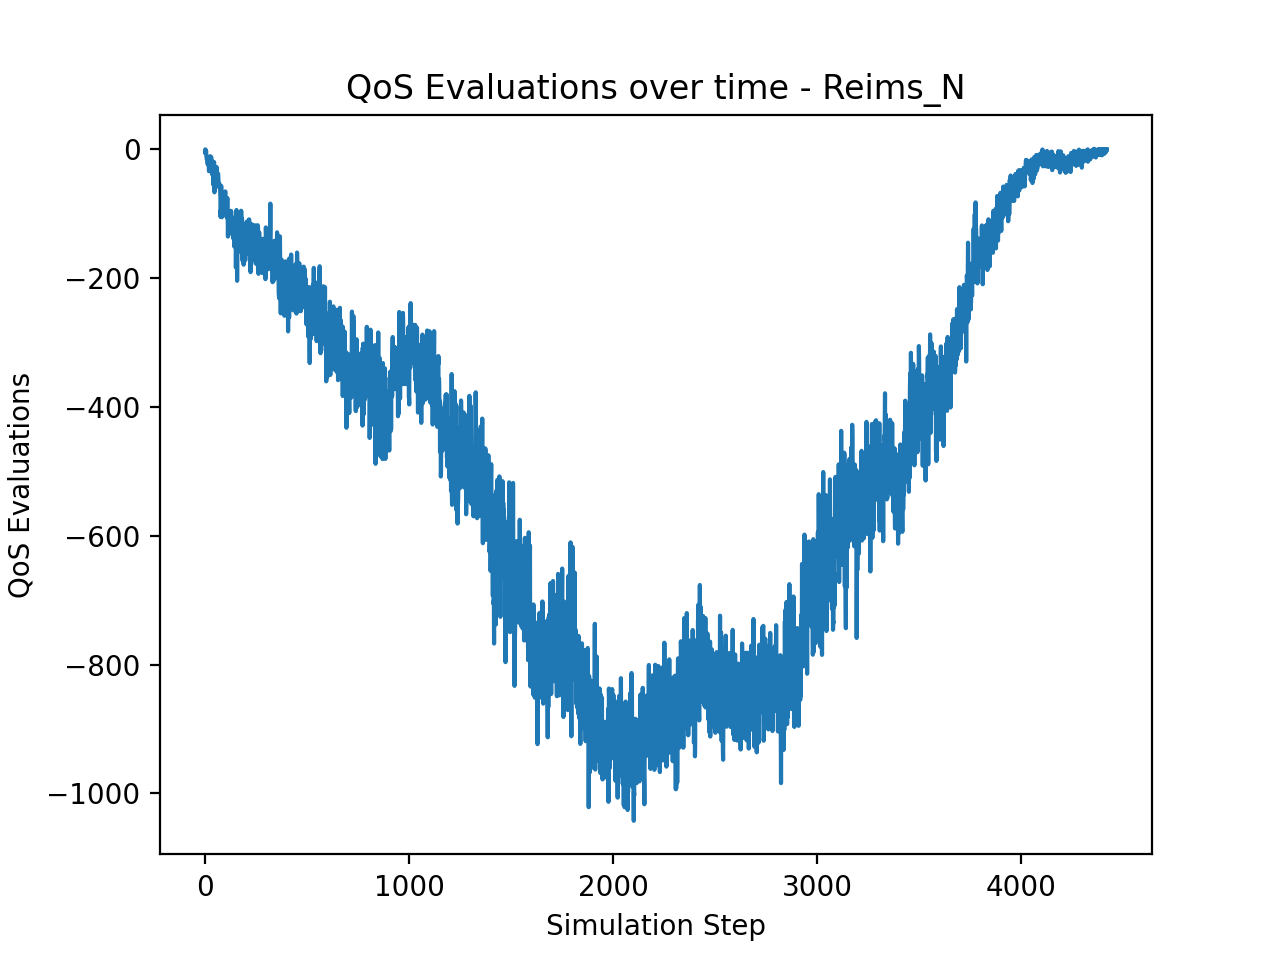 QoS Evaluations over time - Reims_N
QoS Evaluations
0
−200
−400
−600
−800
−1000
0 1000 2000 3000 4000
Simulation Step